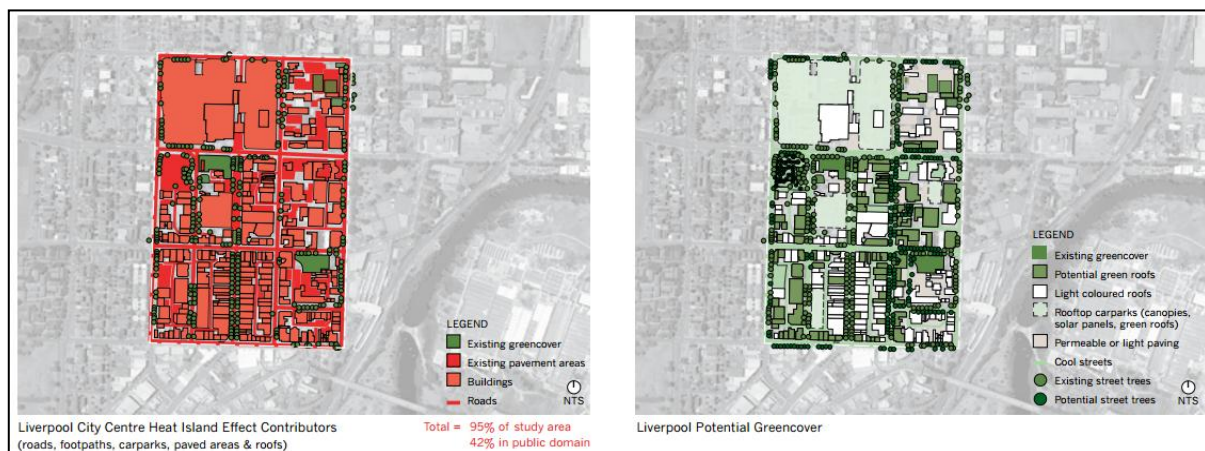 LEGEND
Existing greencover
Existing pavement areas
Buildings
Roads
NTS
Liverpool City Centre Heat Island Effect Contributors
(roads, footpaths, carparks, paved areas & roofs)
Total = 95% of study area
42% in public domain
LEGEND
Existing greencover
Potential green roofs
Light coloured roofs
Rooftop carparks (canopies,
solar panels, green roofs)
Permeable or light paving
Cool streets
Existing street trees
Potential street trees
NTS
Liverpool Potential Greencover